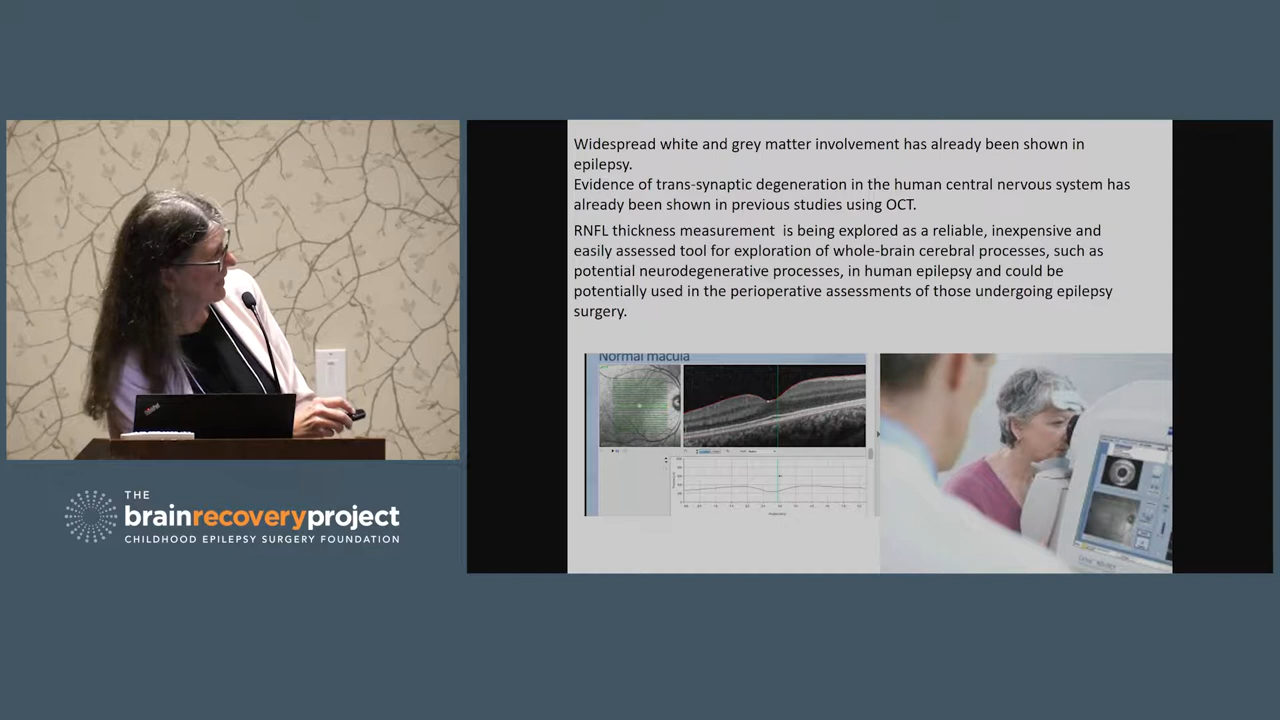 Widespread white and grey matter involvement has already been shown in
epilepsy.
Evidence of trans-synaptic degeneration in the human central nervous system has
already been shown in previous studies using OCT.
RNFL thickness measurement is being explored as a reliable, inexpensive and
easily assessed tool for exploration of whole-brain cerebral processes, such as
potential neurodegenerative processes, in human epilepsy and could be
potentially used in the perioperative assessments of those undergoing epilepsy
surgery.
Normal macula
THE
brainrecoveryproject
CHILDHOOD EPILEPSY SURGERY FOUNDATION